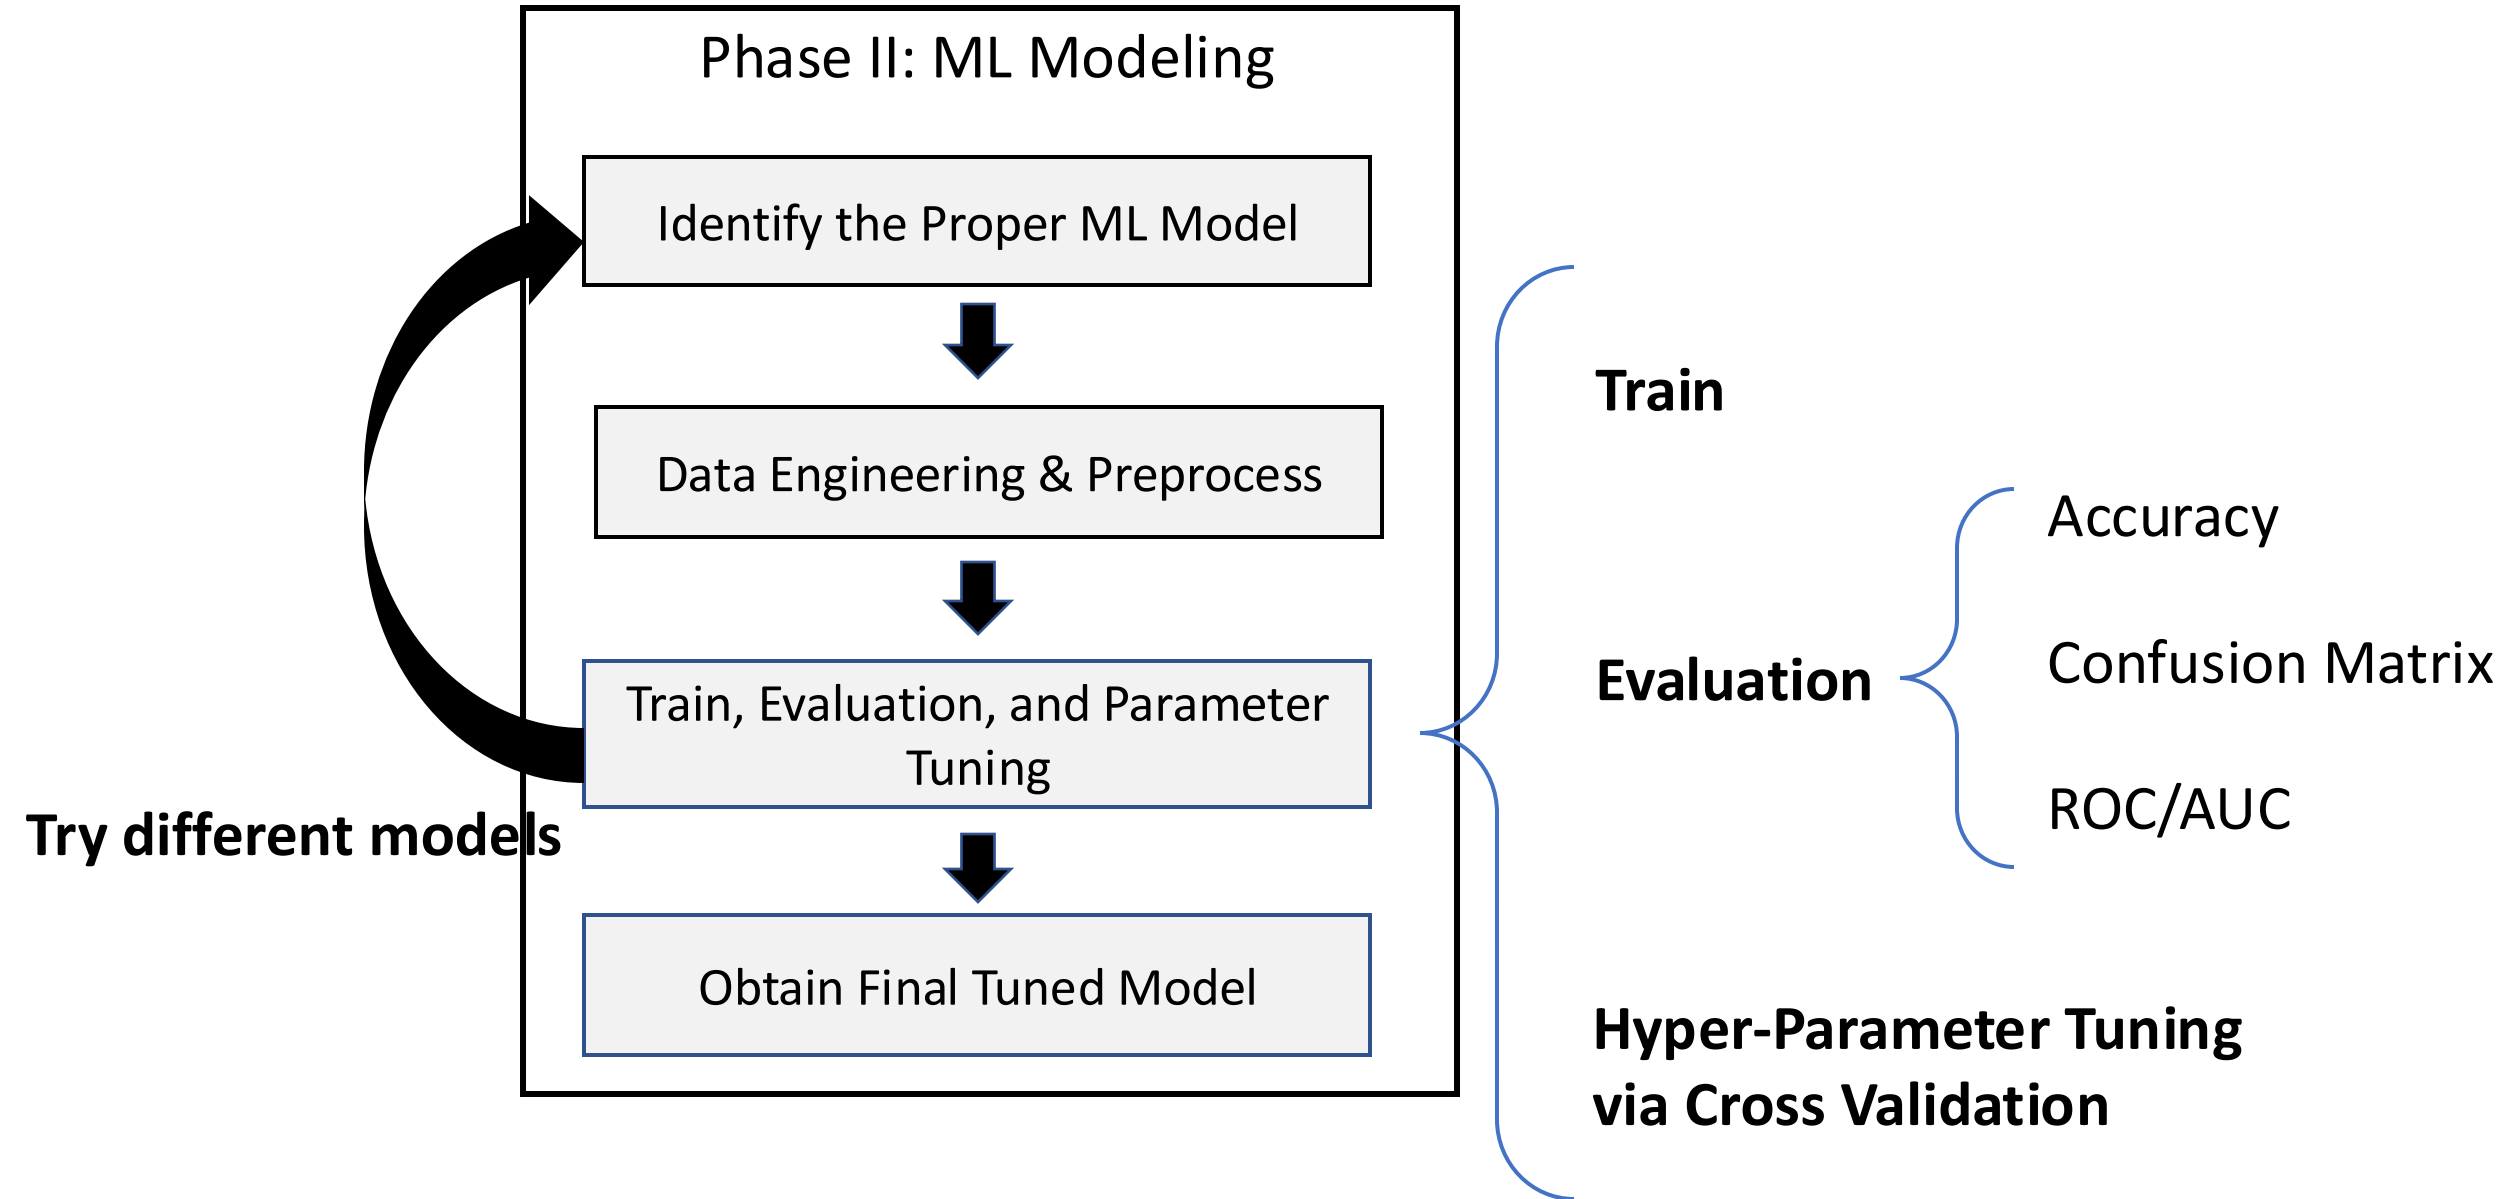 Phase II: ML Modeling
Identify the Proper ML Model
Data Engineering & Preprocess
Train, Evaluation, and Parameter
Tuning
Obtain Final Tuned Model
Try different models
Train
Evaluation
Accuracy
Confusion Matrix
ROC/AUC
Hyper-Parameter Tuning
via Cross Validation